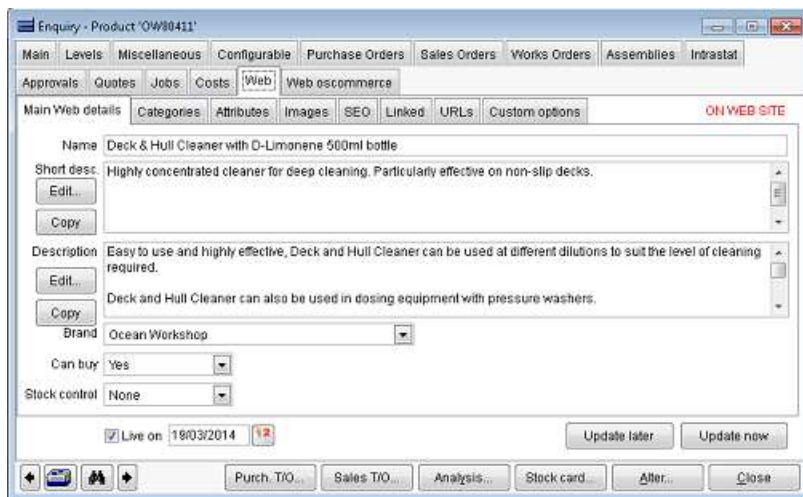 Enquiry - Product 'OW80411'
Main Levels Miscellaneous Configurable Purchase Orders Sales Orders Works Orders Assemblies Intrastat
Approvals Quotes Jobs Costs Web Web oscommerce
Main Web details Categories Attributes Images SEO Linked URLs Custom options ON WEB SITE
Name Deck & Hull Cleaner with D-Limonene 500ml bottle
Short desc. Highly concentrated cleaner for deep cleaning. Particularly effective on non-slip decks.
Edit...
Copy
Description Easy to use and highly effective, Deck and Hull Cleaner can be used at different dilutions to suit the level of cleaning
required.
Edit...
Deck and Hull Cleaner can also be used in dosing equipment with pressure washers.
Copy
Brand Ocean Workshop
Can buy Yes
Stock control None
Live on 19/03/2014 12 Update later Update now
Purch. T/O... Sales T/O... Analysis... Stock card... Alter... Close